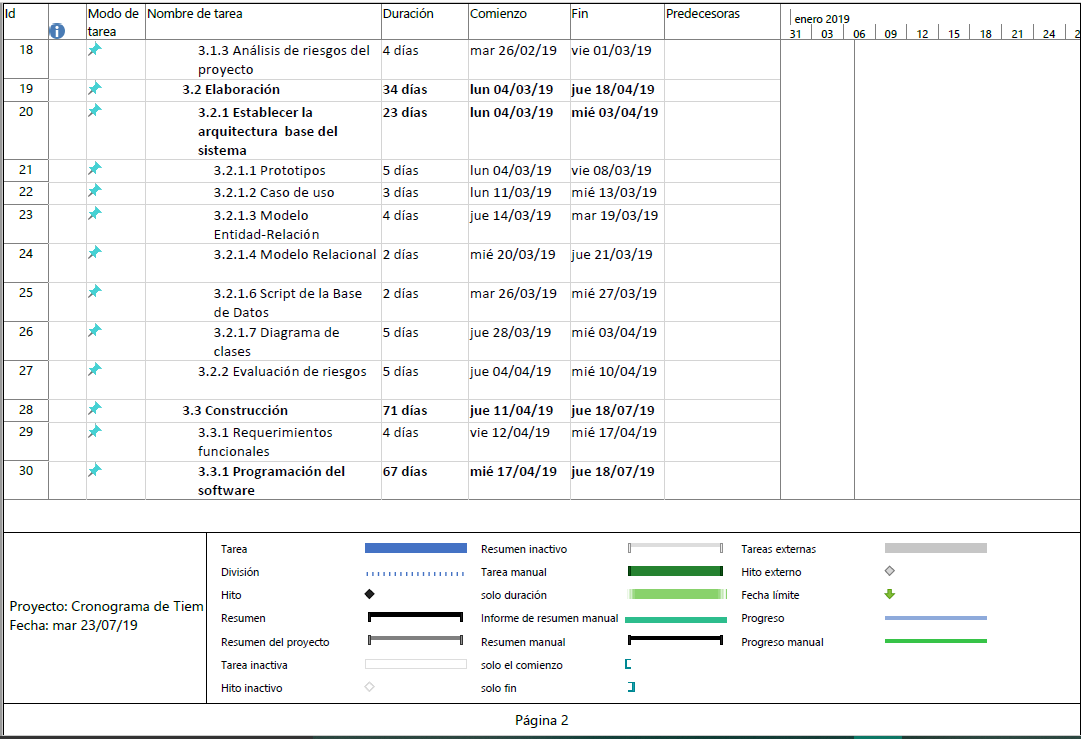 Id Modo de tarea Nombre de tarea Duración Comienzo Fin Predecesoras
enero 2019
31 03 06 09 12 15 18 21 24 2
18 3.1.3 Análisis de riesgos del 4 días mar 26/02/19 vie 01/03/19
proyecto
19 3.2 Elaboración 34 días lun 04/03/19 jue 18/04/19
20 3.2.1 Establecer la 23 días lun 04/03/19 mié 03/04/19
arquitectura base del
sistema
21 3.2.1.1 Prototipos 5 días lun 04/03/19 vie 08/03/19
22 3.2.1.2 Caso de uso 3 días lun 11/03/19 mié 13/03/19
23 3.2.1.3 Modelo 4 días jue 14/03/19 mar 19/03/19
Entidad-Relación
24 3.2.1.4 Modelo Relacional 2 días mié 20/03/19 jue 21/03/19
25 3.2.1.6 Script de la Base 2 días mar 26/03/19 mié 27/03/19
de Datos
26 3.2.1.7 Diagrama de 5 días jue 28/03/19 mié 03/04/19
clases
27 3.2.2 Evaluación de riesgos 5 días jue 04/04/19 mié 10/04/19
28 3.3 Construcción 71 días jue 11/04/19 jue 18/07/19
29 3.3.1 Requerimientos 4 días vie 12/04/19 mié 17/04/19
funcionales
30 3.3.1 Programación del 67 días mié 17/04/19 jue 18/07/19
software
Proyecto: Cronograma de Tiem
Fecha: mar 23/07/19
Tarea Resumen inactivo Tareas externas
División Tarea manual Hito externo
Hito solo duración Fecha límite
Resumen Informe de resumen manual Progreso
Resumen del proyecto Resumen manual Progreso manual
Tarea inactiva solo el comienzo
Hito inactivo solo fin
Página 2